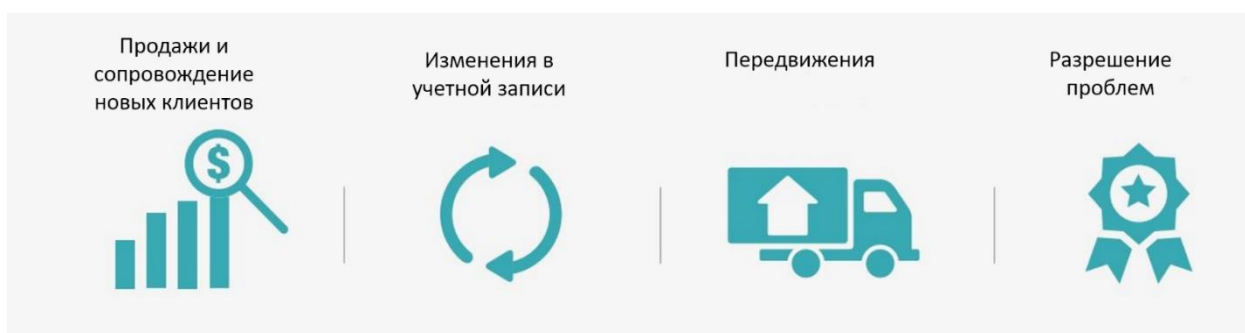 Продажи и
сопровождение
новых клиентов
Изменения в
учетной записи
Передвижения
Разрешение
проблем
$